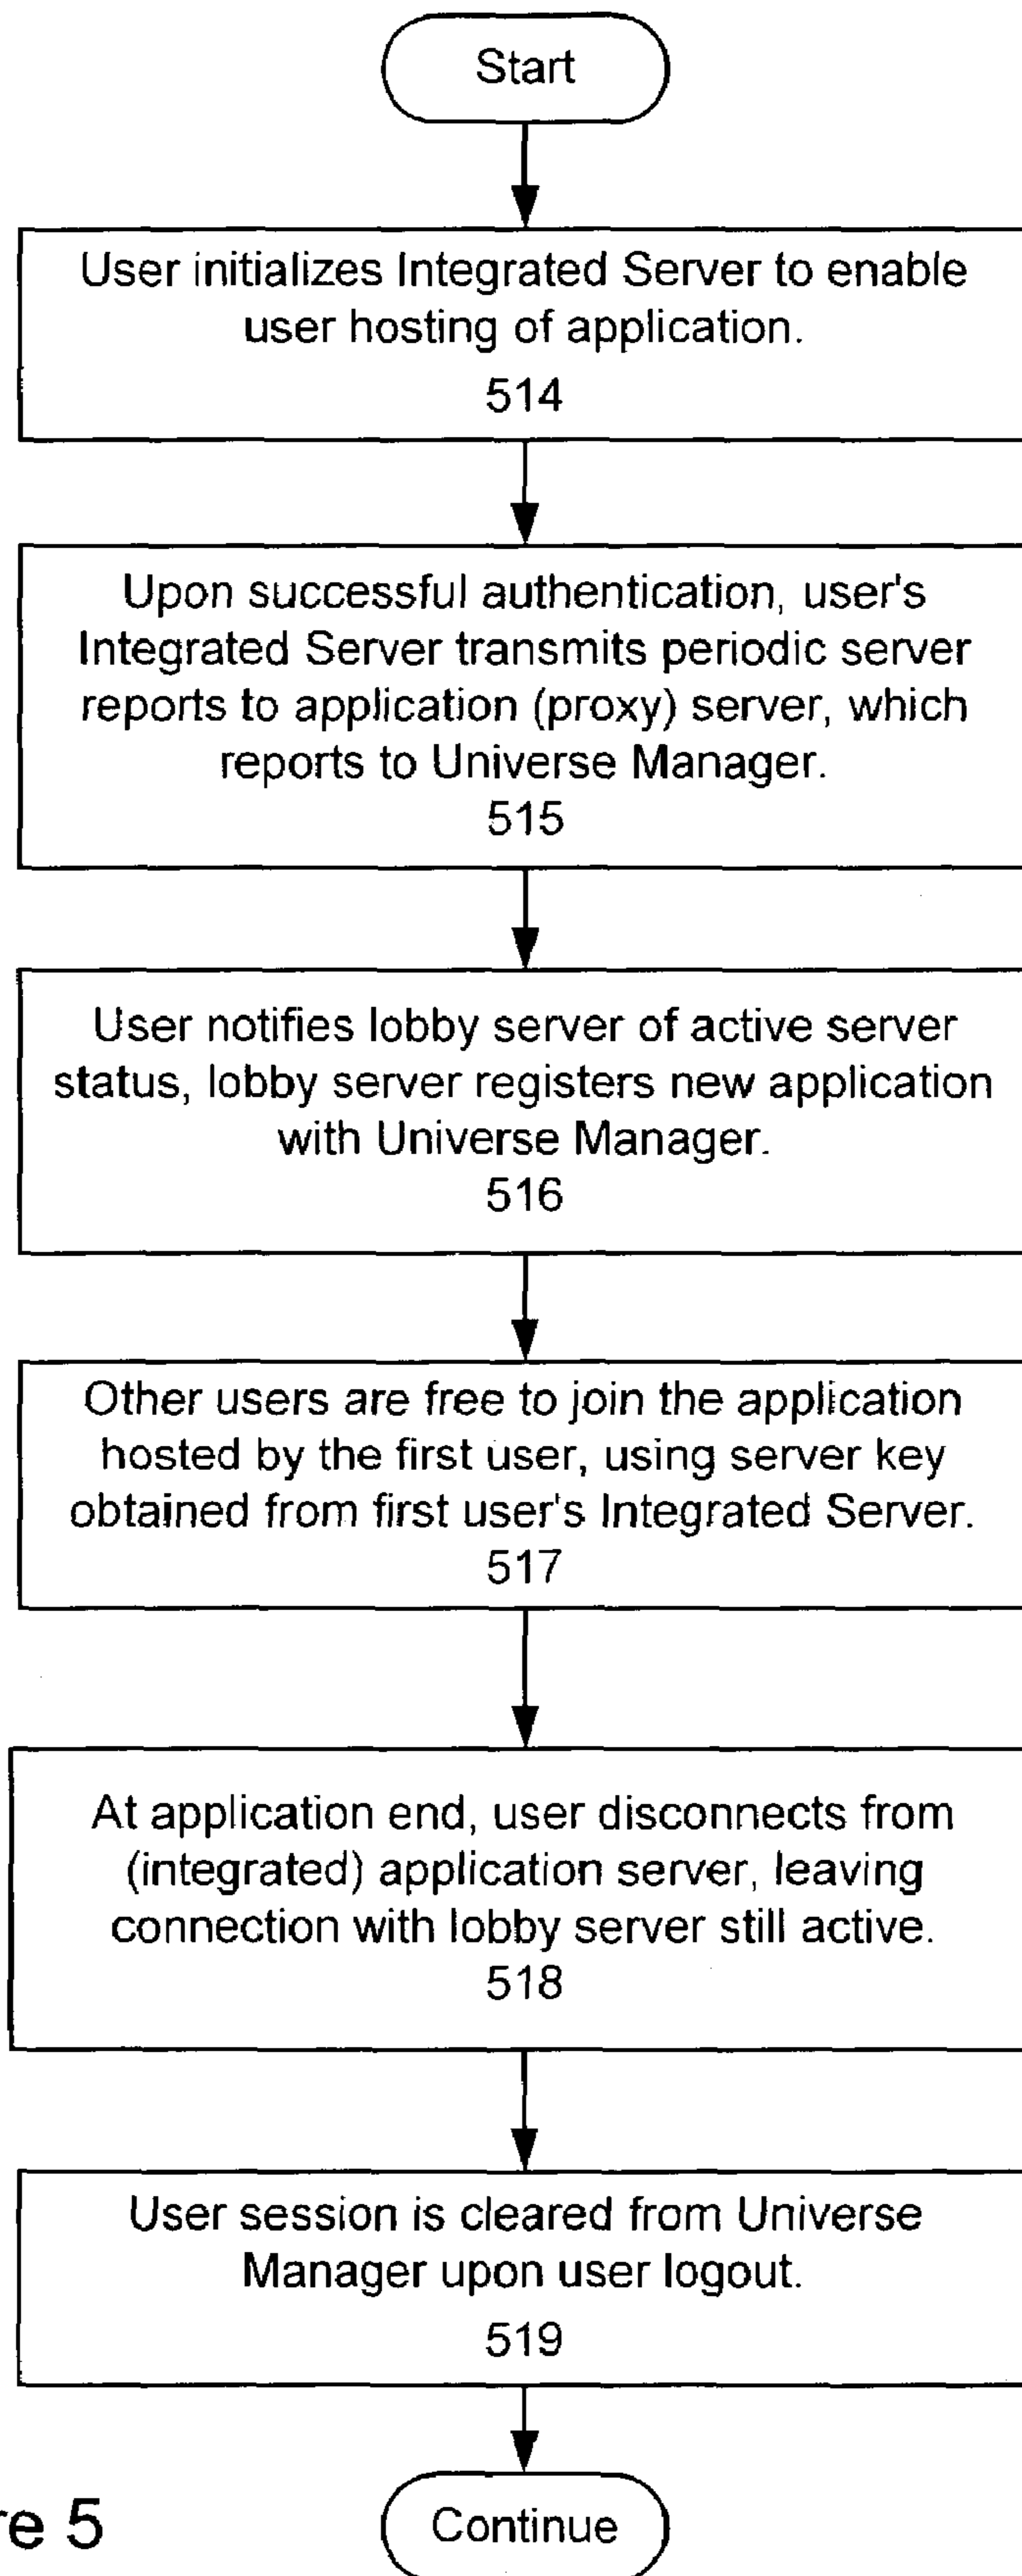 Start
User initializes Integrated Server to enable
user hosting of application.
514
Upon successful authentication, user's
Integrated Server transmits periodic server
reports to application (proxy) server, which
reports to Universe Manager.
515
User notifies lobby server of active server
status, lobby server registers new application
with Universe Manager.
516
Other users are free to join the application
hosted by the first user, using server key
obtained from first user's Integrated Server.
517
At application end, user disconnects from
(integrated) application server, leaving
connection with lobby server still active.
518
User session is cleared from Universe
Manager upon user logout.
519
re 5
Continue